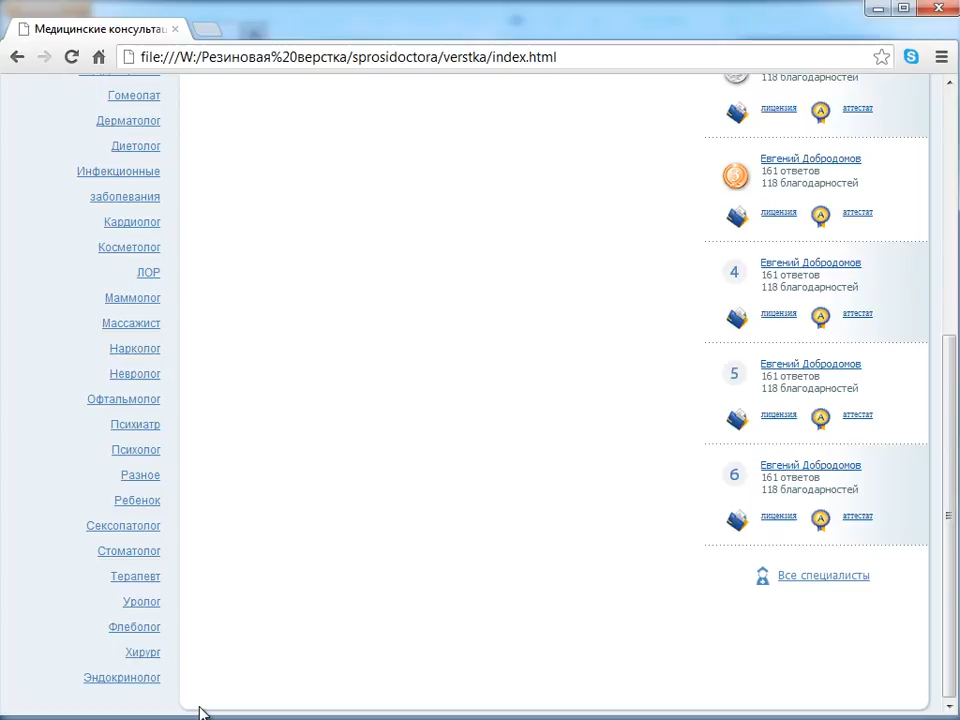 Медицинские консультац
file:///W:/Резиновая%20верстка/sprosidoctora/verstka/index.html
Гомеопат
Дерматолог
Диетолог
Инфекционные
заболевания
Кардиолог
Косметолог
ЛОР
Маммолог
Массажист
Нарколог
Невролог
Офтальмолог
Психиатр
Психолог
Разное
Ребенок
Сексопатолог
Стоматолог
Терапевт
Уролог
Флеболог
Хирург
Эндокринолог
118 благодарностей
лицензия А аттестат
3 Евгений Добродомов
161 ответов
118 благодарностей
лицензия А аттестат
4 Евгений Добродомов
161 ответов
118 благодарностей
лицензия А аттестат
5 Евгений Добродомов
161 ответов
118 благодарностей
лицензия А аттестат
6 Евгений Добродомов
161 ответов
118 благодарностей
лицензия А аттестат
Все специалисты